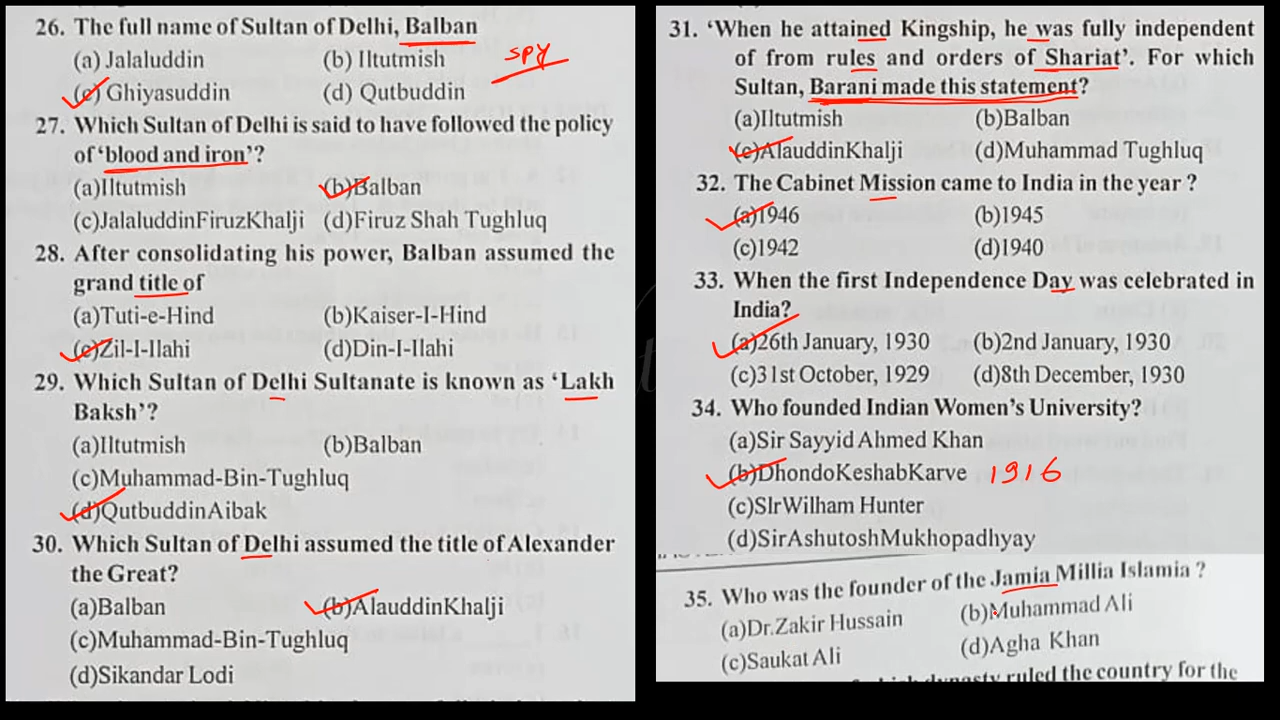 26. The full name of Sultan of Delhi, Balban
(a) Jalaluddin (b) Iltutmish
spy
(c) Ghiyasuddin (d) Qutbuddin
27. Which Sultan of Delhi is said to have followed the policy
of 'blood and iron'?
(a)Iltutmish (b)Balban
(c)JalaluddinFiruzKhalji (d)Firuz Shah Tughluq
28. After consolidating his power, Balban assumed the
grand title of
(a)Tuti-e-Hind (b)Kaiser-I-Hind
(c)Zil-I-Ilahi (d)Din-I-Ilahi
29. Which Sultan of Delhi Sultanate is known as 'Lakh
Baksh'?
(a)Iltutmish (b)Balban
(c)Muhammad-Bin-Tughluq
(d)QutbuddinAibak
30. Which Sultan of Delhi assumed the title of Alexander
the Great?
(a)Balban (b)AlauddinKhalji
(c)Muhammad-Bin-Tughluq
(d)Sikandar Lodi
31. 'When he attained Kingship, he was fully independent
of from rules and orders of Shariat'. For which
Sultan, Barani made this statement?
(a)Iltutmish (b)Balban
(c)AlauddinKhalji (d)Muhammad Tughluq
32. The Cabinet Mission came to India in the year ?
(a)1946 (b)1945
(c)1942 (d)1940
33. When the first Independence Day was celebrated in
India?
(a)26th January, 1930 (b)2nd January, 1930
(c)31st October, 1929 (d)8th December, 1930
34. Who founded Indian Women's University?
(a)Sir Sayyid Ahmed Khan
(b)DhondoKeshabKarve 1916
(c)SlrWilham Hunter
(d)SirAshutoshMukhopadhyay
35. Who was the founder of the Jamia Millia Islamia ?
(a)Dr.Zakir Hussain (b)Muhammad Ali
(c)Saukat Ali (d)Agha Khan
dynasty ruled the country for the